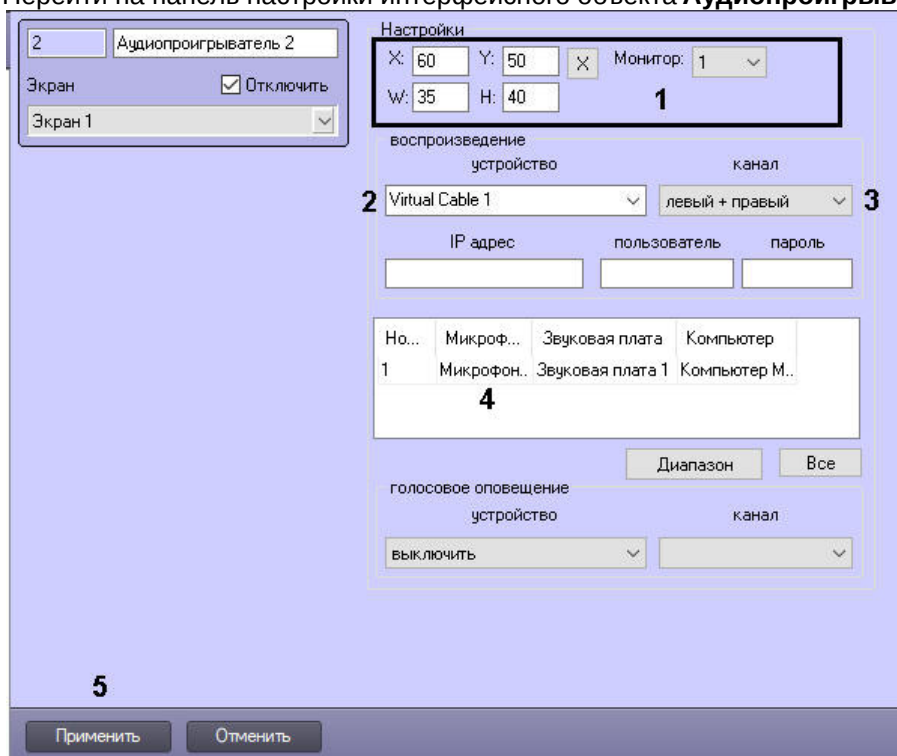 Перейти на панель настройки интерфейсного объекта Аудиопроигрыв
2 Аудиопроигрыватель 2
Экран Отключить
Экран 1
Настройки
X: 60 Y: 50 X Монитор: 1
W: 35 H: 40
1
воспроизведение
устройство канал
2 Virtual Cable 1 левый + правый 3
IP адрес пользователь пароль
Но... Микроф... Звуковая плата Компьютер
1 Микрофон.. Звуковая плата 1 Компьютер М..
4
Диапазон Все
голосовое оповещение
устройство канал
выключить
5
Применить Отменить